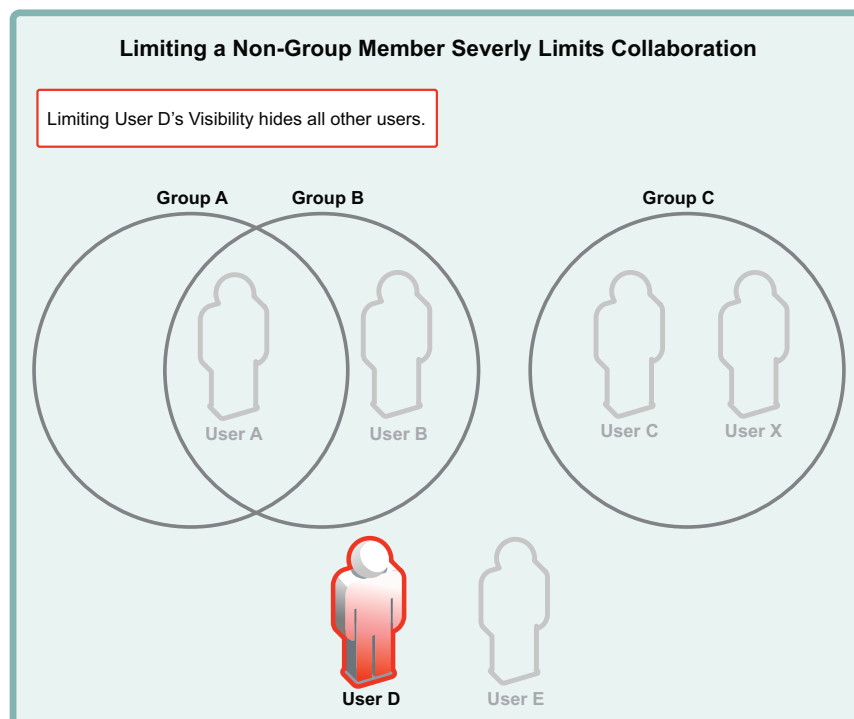 Limiting a Non-Group Member Severly Limits Collaboration
Limiting User D’s Visibility hides all other users.
Group A
Group B
Group C
User A
User B
User C
User X
User D
User E